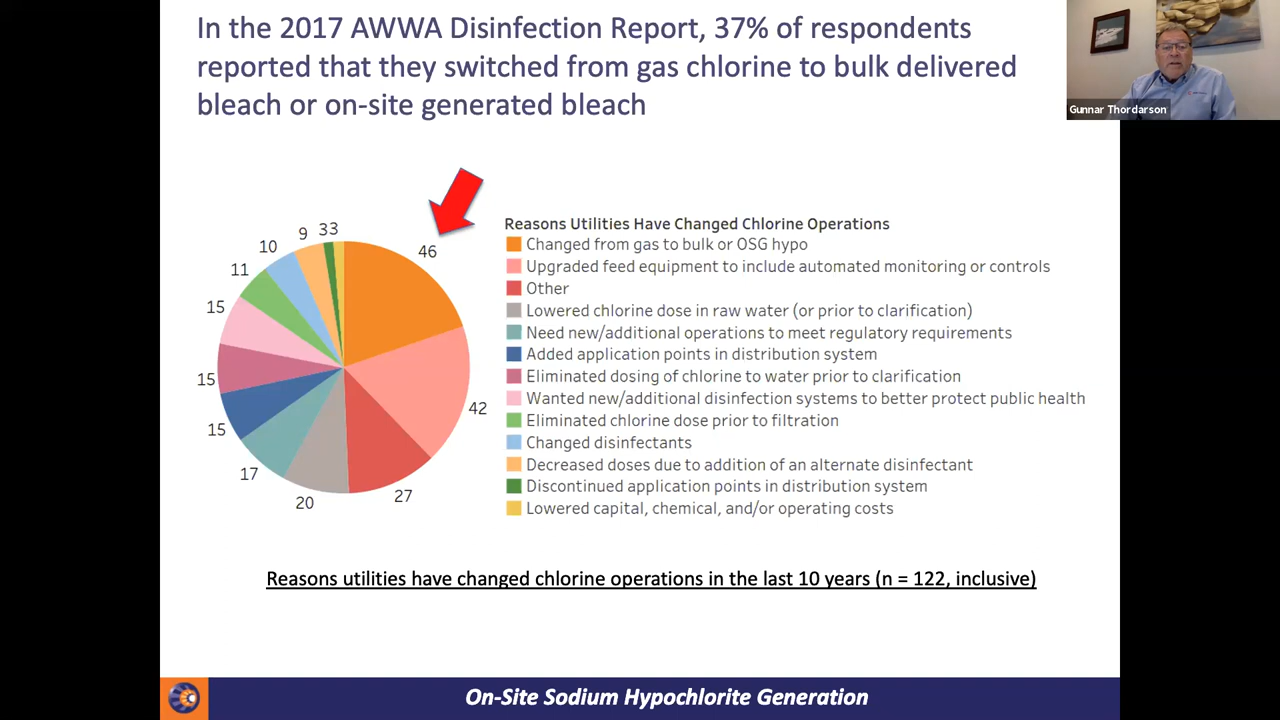 In the 2017 AWWA Disinfection Report, 37% of respondents
reported that they switched from gas chlorine to bulk delivered
bleach or on-site generated bleach
Gunnar Thordarson
46
42
27
20
17
15
15
15
11
10
9
3
3
Reasons Utilities Have Changed Chlorine Operations
Changed from gas to bulk or OSG hypo
Upgraded feed equipment to include automated monitoring or controls
Other
Lowered chlorine dose in raw water (or prior to clarification)
Need new/additional operations to meet regulatory requirements
Added application points in distribution system
Eliminated dosing of chlorine to water prior to clarification
Wanted new/additional disinfection systems to better protect public health
Eliminated chlorine dose prior to filtration
Changed disinfectants
Decreased doses due to addition of an alternate disinfectant
Discontinued application points in distribution system
Lowered capital, chemical, and/or operating costs
Reasons utilities have changed chlorine operations in the last 10 years (n = 122, inclusive)
On-Site Sodium Hypochlorite Generation